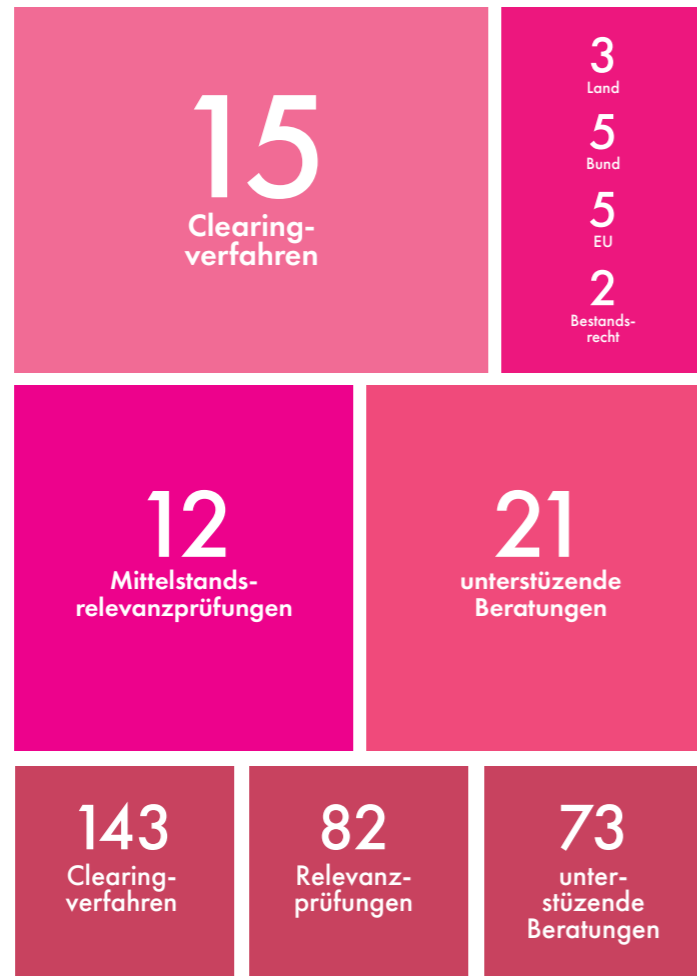 15
Clearing-
verfahren
3
Land
5
Bund
5
EU
2
Bestands-
recht
12
Mittelstands-
relevanzprüfungen
21
unterstüzende
Beratungen
143
Clearing-
verfahren
82
Relevanz-
prüfungen
73
unter-
stüzende
Beratungen